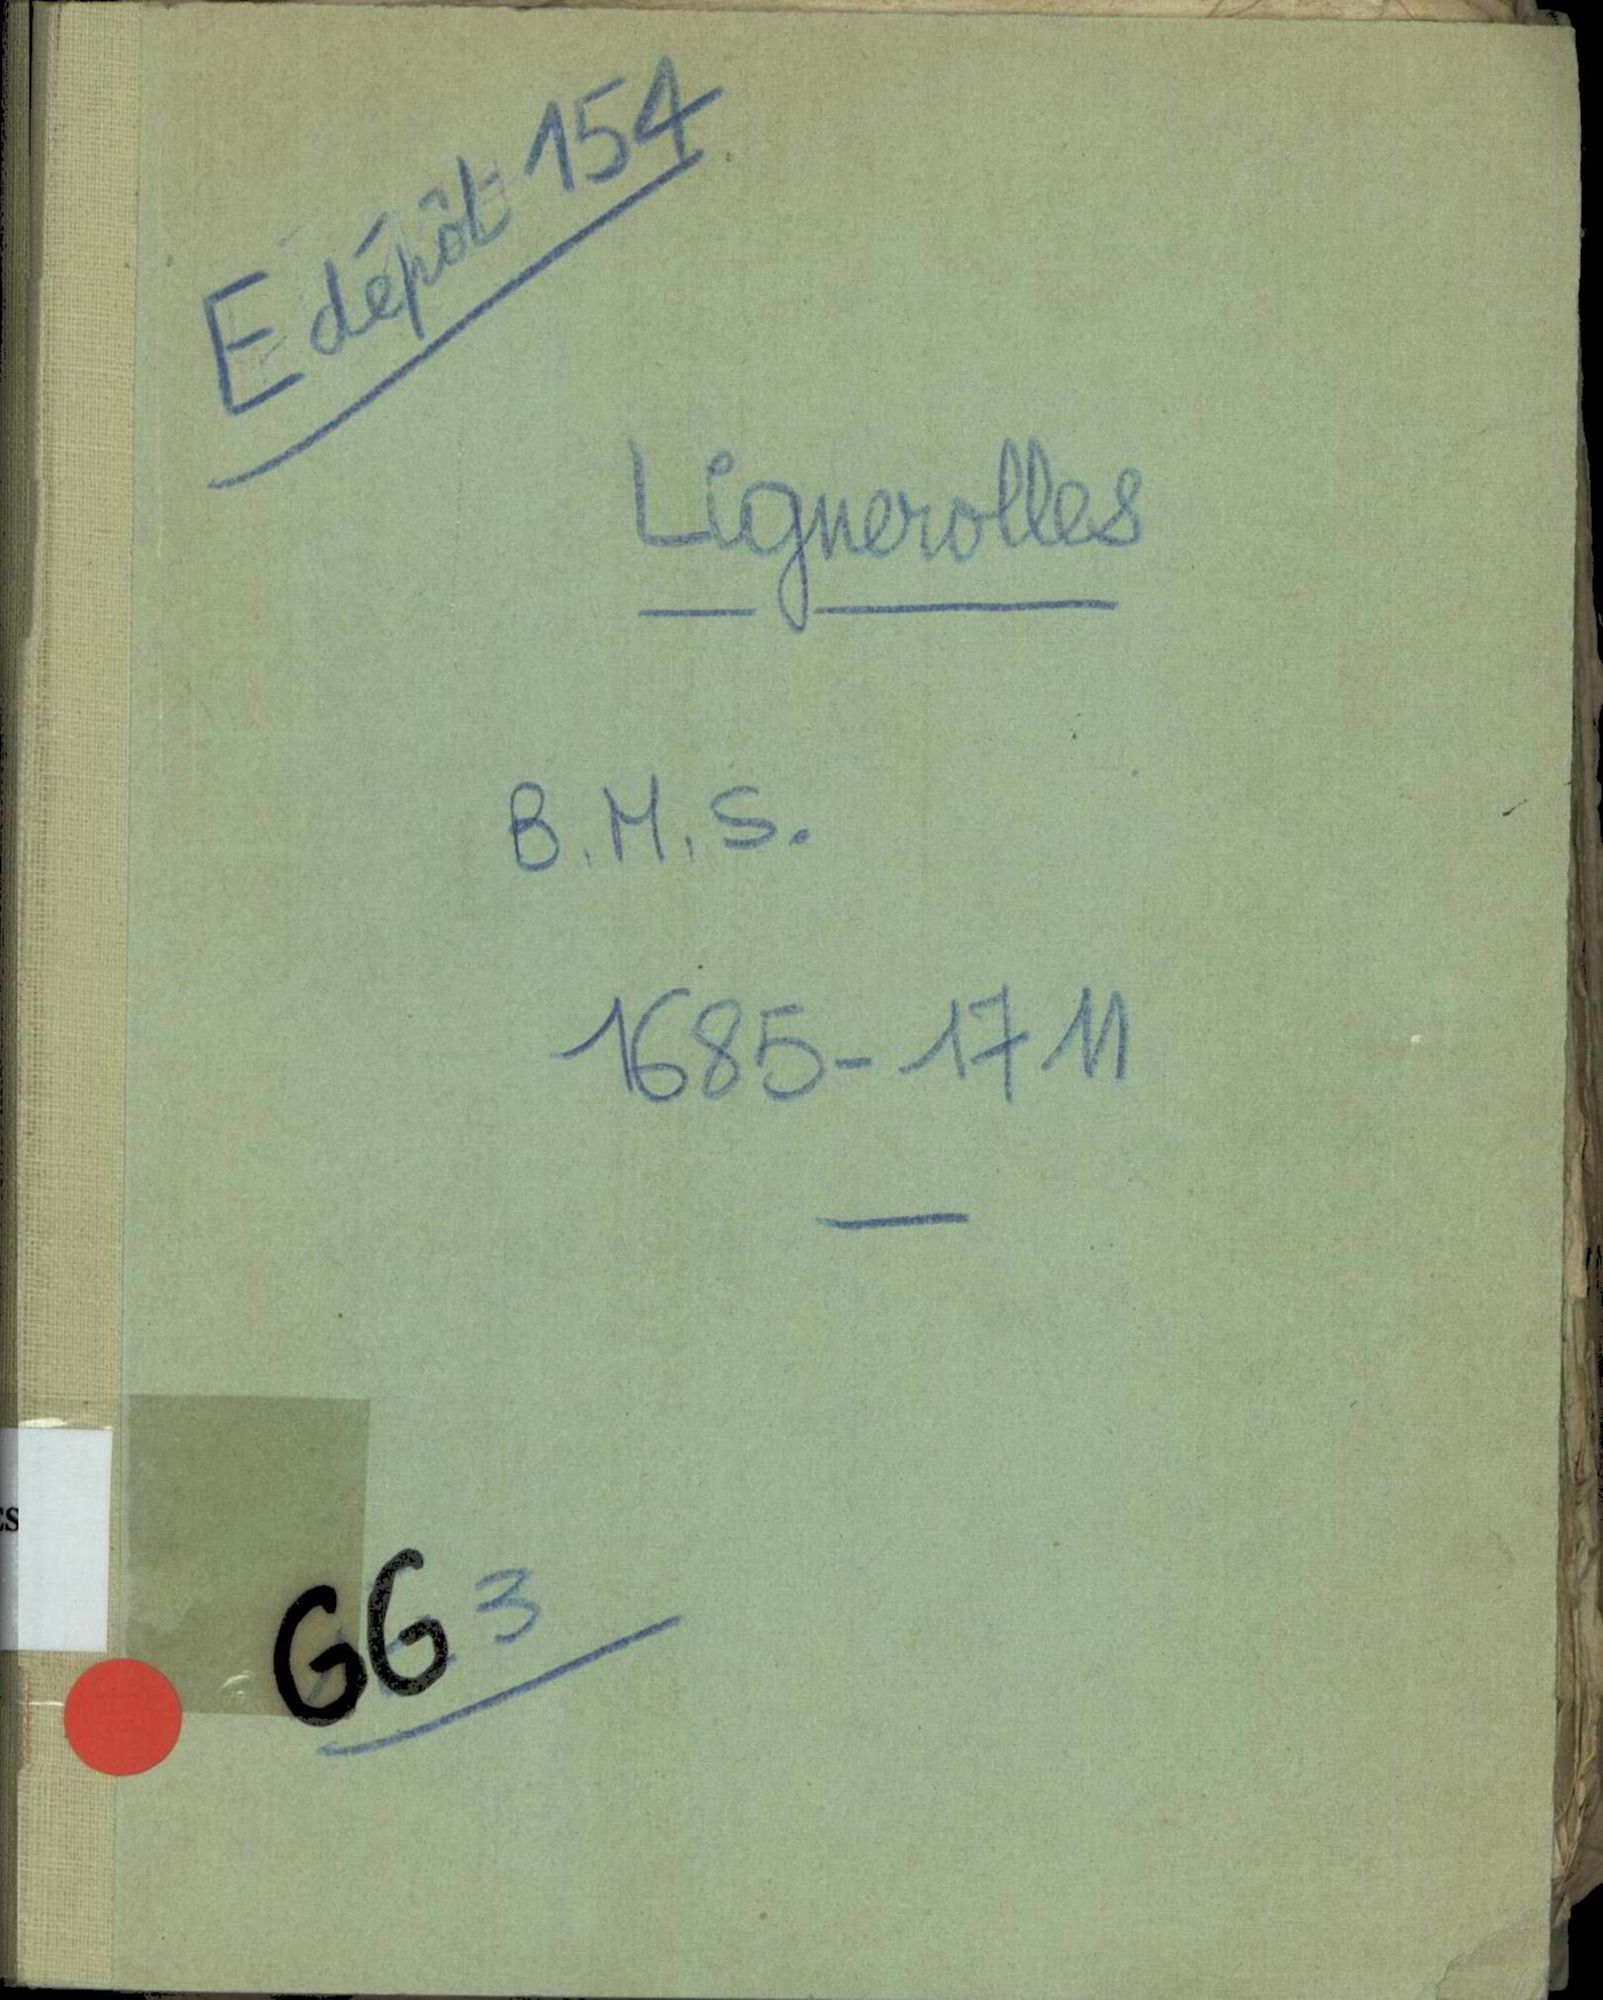 E dépôt 154
Lignerolles
B.M.S.
1685-1711
GG 3